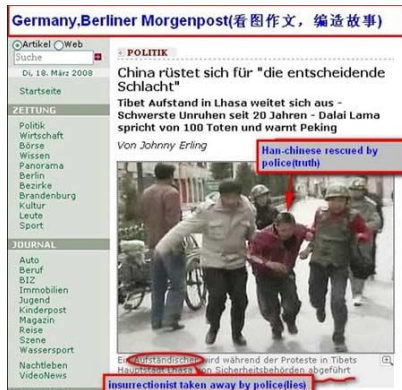 Germany,Berliner Morgenpost(看图作文，编造故事)
Artikel Web
Suche
Di, 18. März 2008
Startseite
ZEITUNG
Politik
Wirtschaft
Börse
Wissen
Panorama
Berlin
Bezirke
Brandenburg
Kultur
Leute
Sport
JOURNAL
Auto
Beruf
BIZ
Immobilien
Jugend
Kinderpost
Magazin
Reise
Szene
Wassersport
Nachtleben
VideoNews
POLITIK
China rüstet sich für "die entscheidende
Schlacht"
Tibet Aufstand in Lhasa weitet sich aus -
Schwerste Unruhen seit 20 Jahren - Dalai Lama
spricht von 100 Toten und warnt Peking
Von Johnny Erling
Han-chinese rescued by
police(truth)
Ein Aufständischer wird während der Proteste in Tibets
Hauptstadt Lhasa von Sicherheitsbehörden abgeführt
insurrectionist taken away by police(lies)